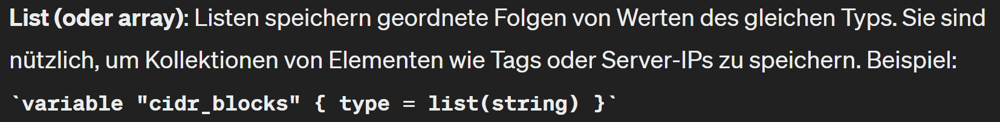 List (oder array): Listen speichern geordnete Folgen von Werten des gleichen Typs. Sie sind
nützlich, um Kollektionen von Elementen wie Tags oder Server-IPs zu speichern. Beispiel:
`variable "cidr_blocks" { type = list(string) }`